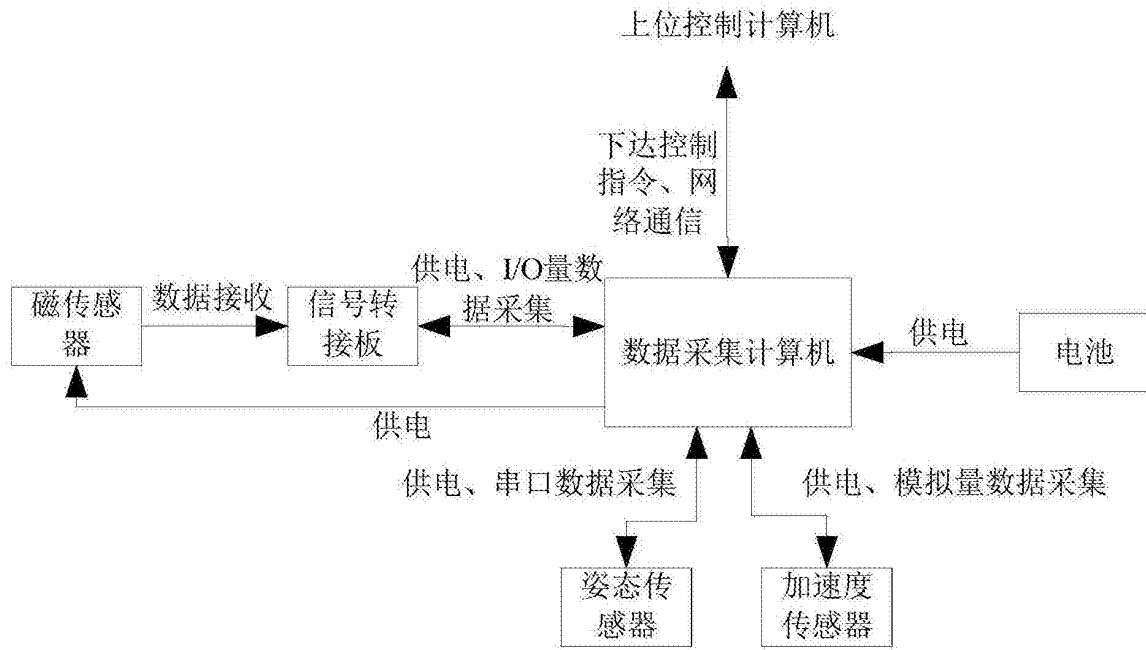 上位控制计算机
下达控制
指令、网
络通信
供电、I/O量数
据采集
磁传感
器
数据接收
信号转
接板
数据采集计算机
供电
电池
供电
供电、串口数据采集
供电、模拟量数据采集
姿态传
感器
加速度
传感器